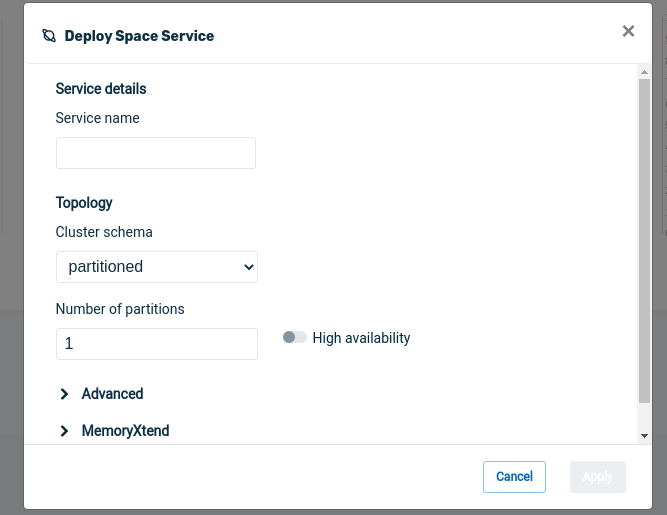 Deploy Space Service
Service details
Service name
Topology
Cluster schema
partitioned
Number of partitions
1
High availability
Advanced
MemoryXtend
Cancel
Apply